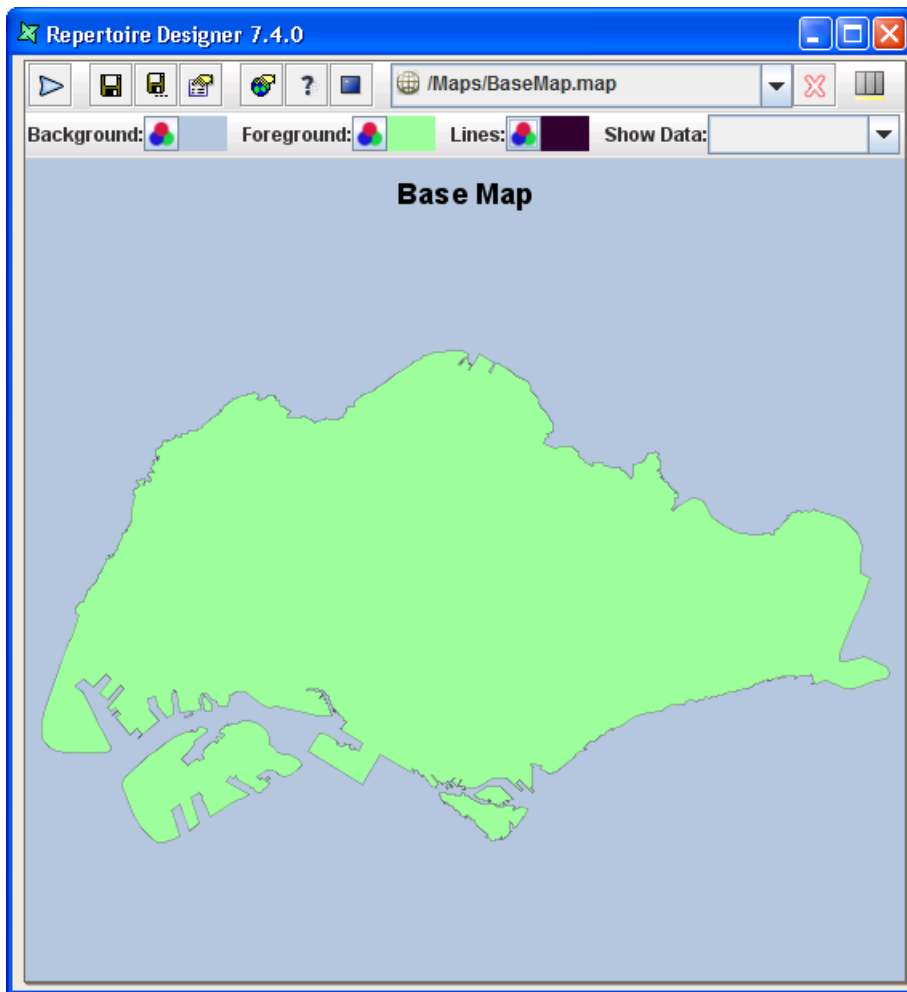 Repertoire Designer 7.4.0
/Maps/BaseMap.map
Background: Foreground: Lines: Show Data:
Base Map